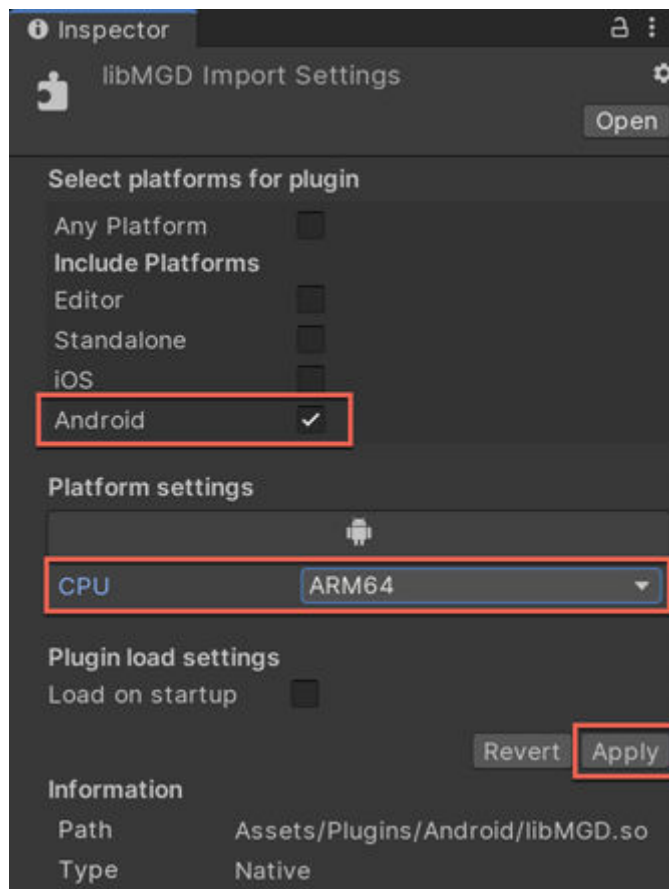 Inspector
libMGD Import Settings
Open
Select platforms for plugin
Any Platform
Include Platforms
Editor
Standalone
iOS
Android
Platform settings
CPU ARM64
Plugin load settings
Load on startup
Revert Apply
Information
Path Assets/Plugins/Android/libMGD.so
Type Native